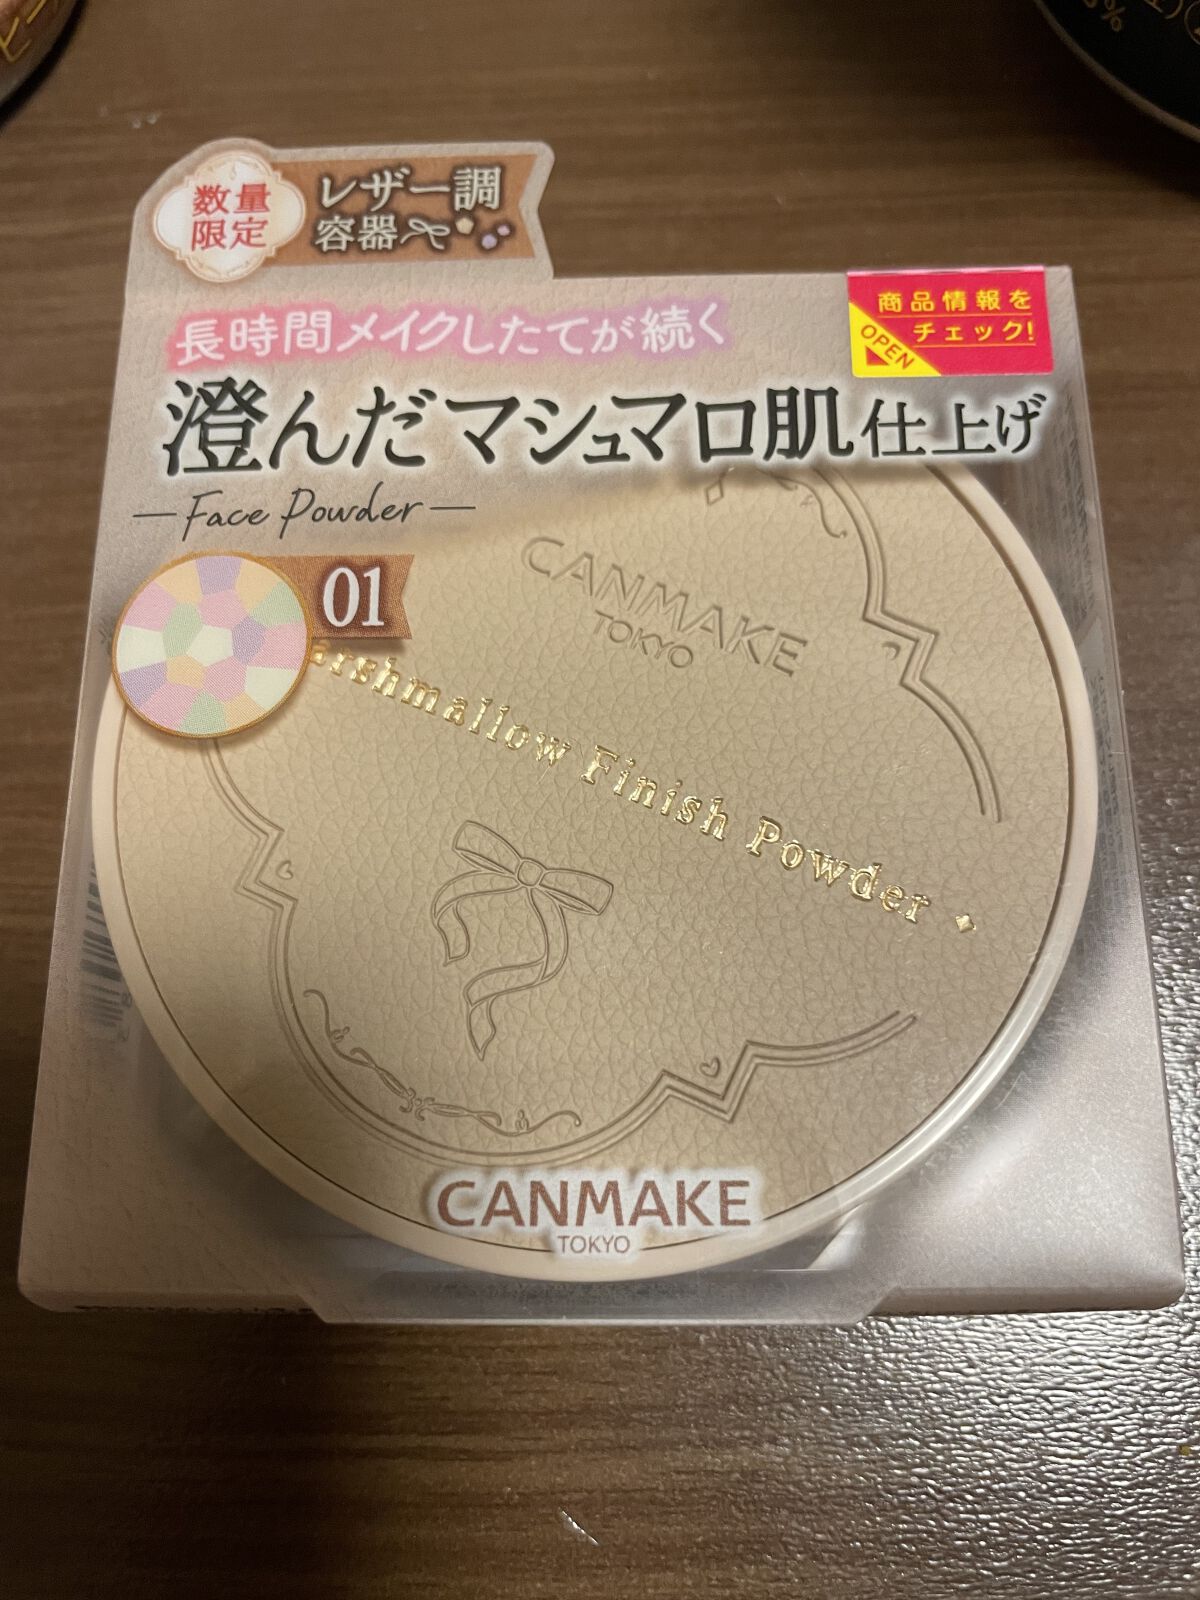 数量
限定
レザー調
容器
商品情報を
チェック!
OPEN
長時間メイクしたてが続く
澄んだマシュマロ肌仕上げ
Face Powder
01
CANMAKE
TOKYO
arshmallow Finish Powder
CANMAKE
TOKYO